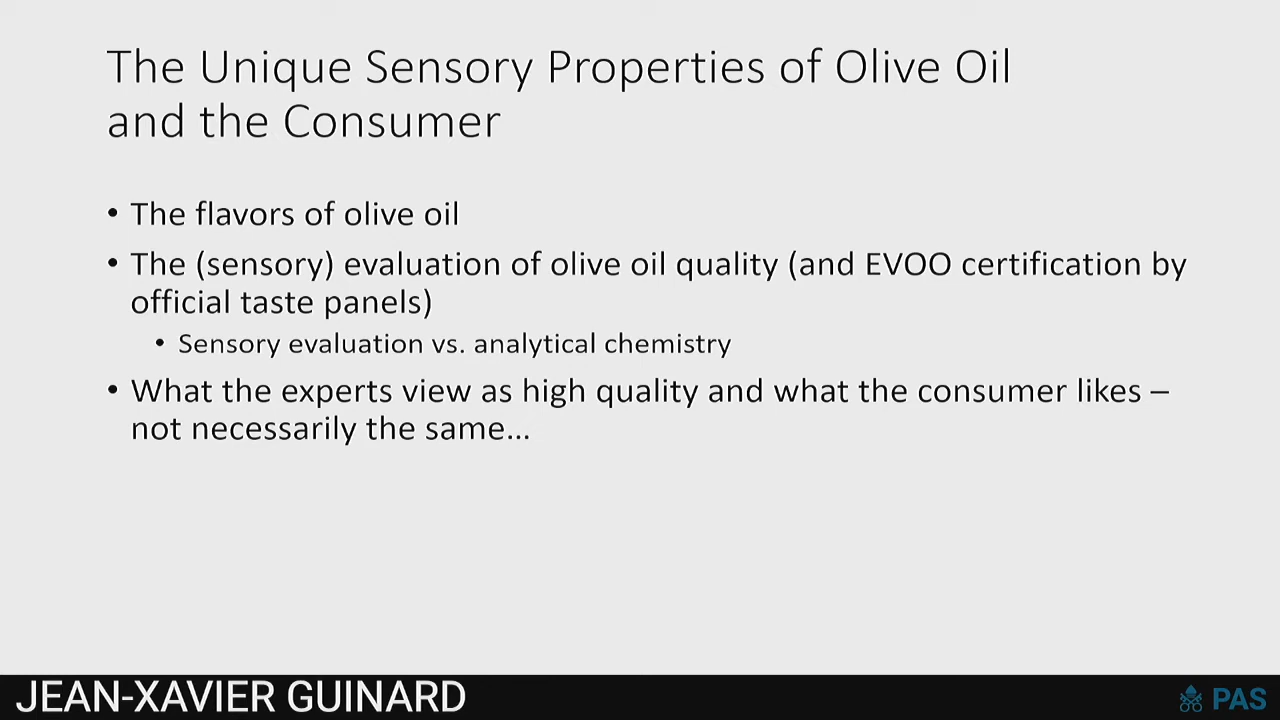 The Unique Sensory Properties of Olive Oil
and the Consumer
• The flavors of olive oil
• The (sensory) evaluation of olive oil quality (and EVOO certification by
official taste panels)
• Sensory evaluation vs. analytical chemistry
• What the experts view as high quality and what the consumer likes –
not necessarily the same…
JEAN-XAVIER GUINARD
PAS